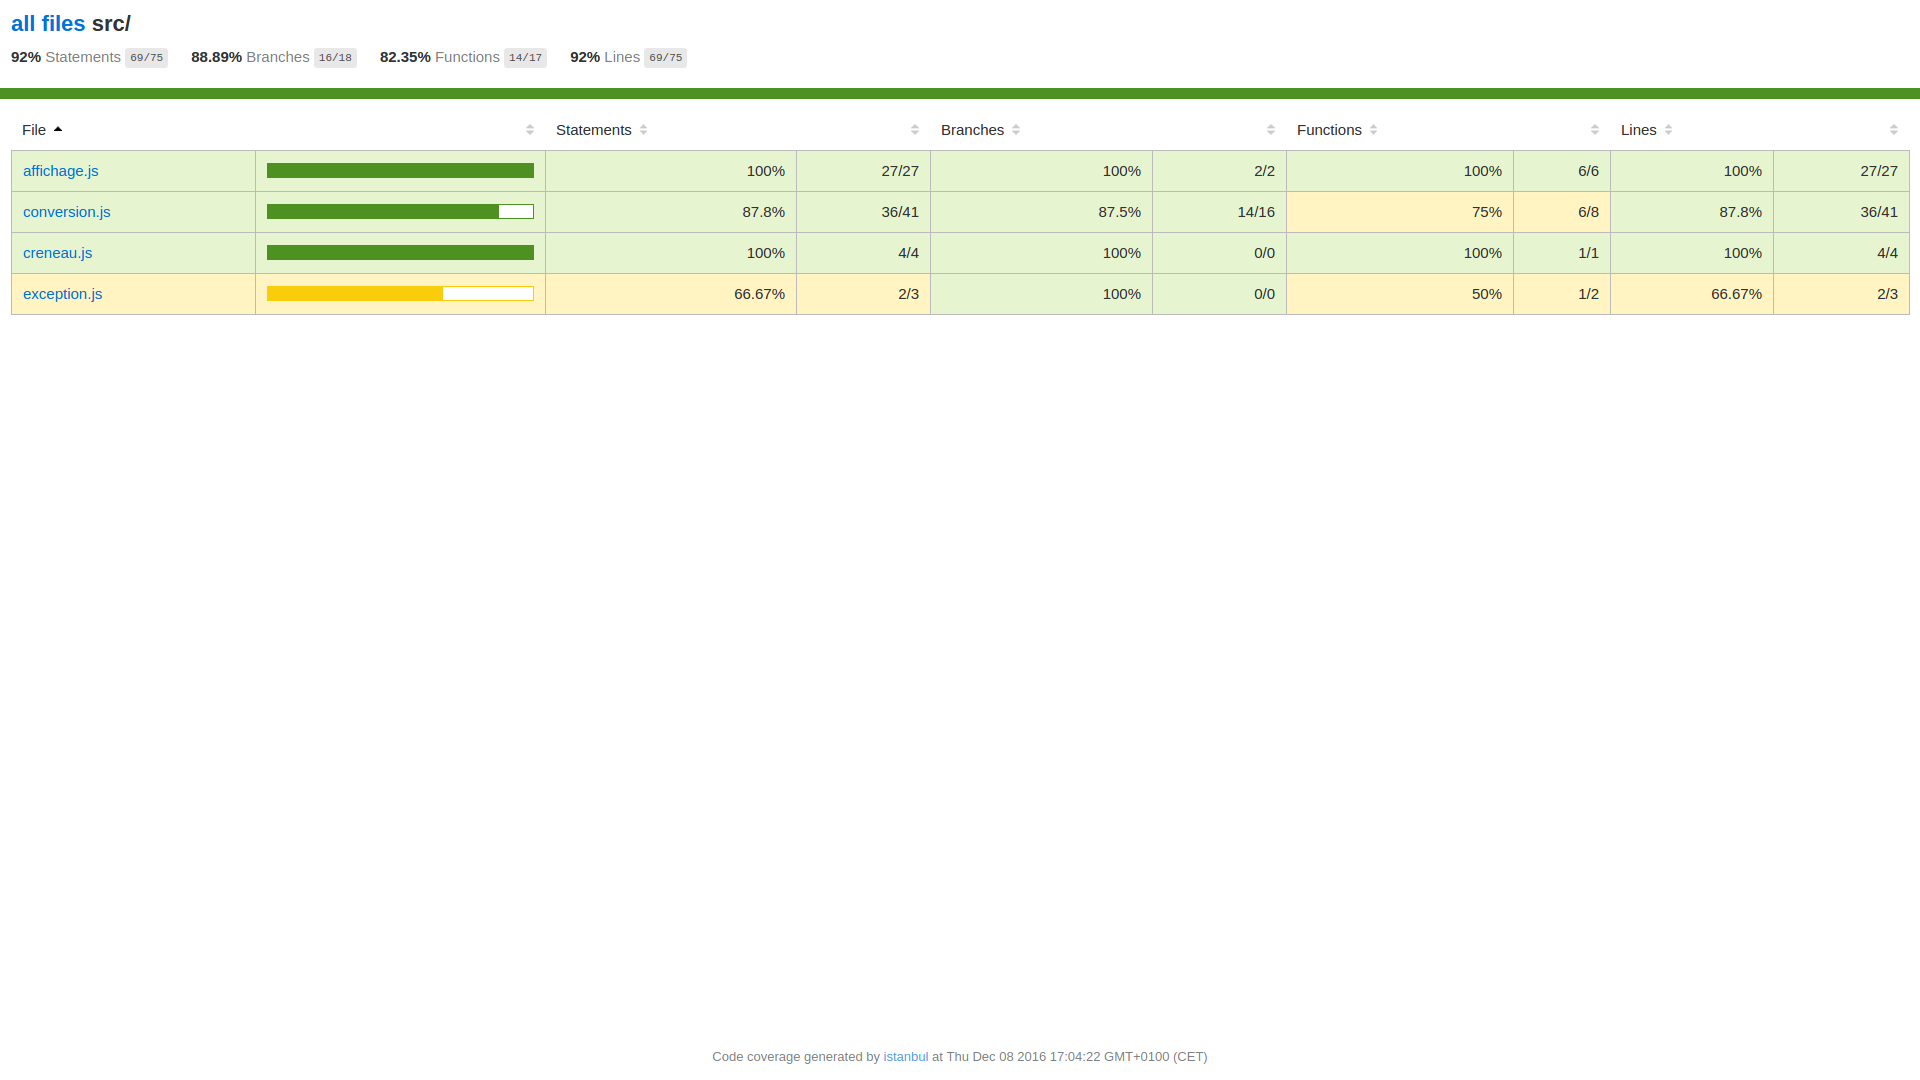 all files src/
92% Statements 69/75 88.89% Branches 16/18 82.35% Functions 14/17 92% Lines 69/75
File Statements Branches Functions Lines
affichage.js 100% 27/27 100% 2/2 100% 6/6 100% 27/27
conversion.js 87.8% 36/41 87.5% 14/16 75% 6/8 87.8% 36/41
creneau.js 100% 4/4 100% 0/0 100% 1/1 100% 4/4
exception.js 66.67% 2/3 100% 0/0 50% 1/2 66.67% 2/3
Code coverage generated by istanbul at Thu Dec 08 2016 17:04:22 GMT+0100 (CET)